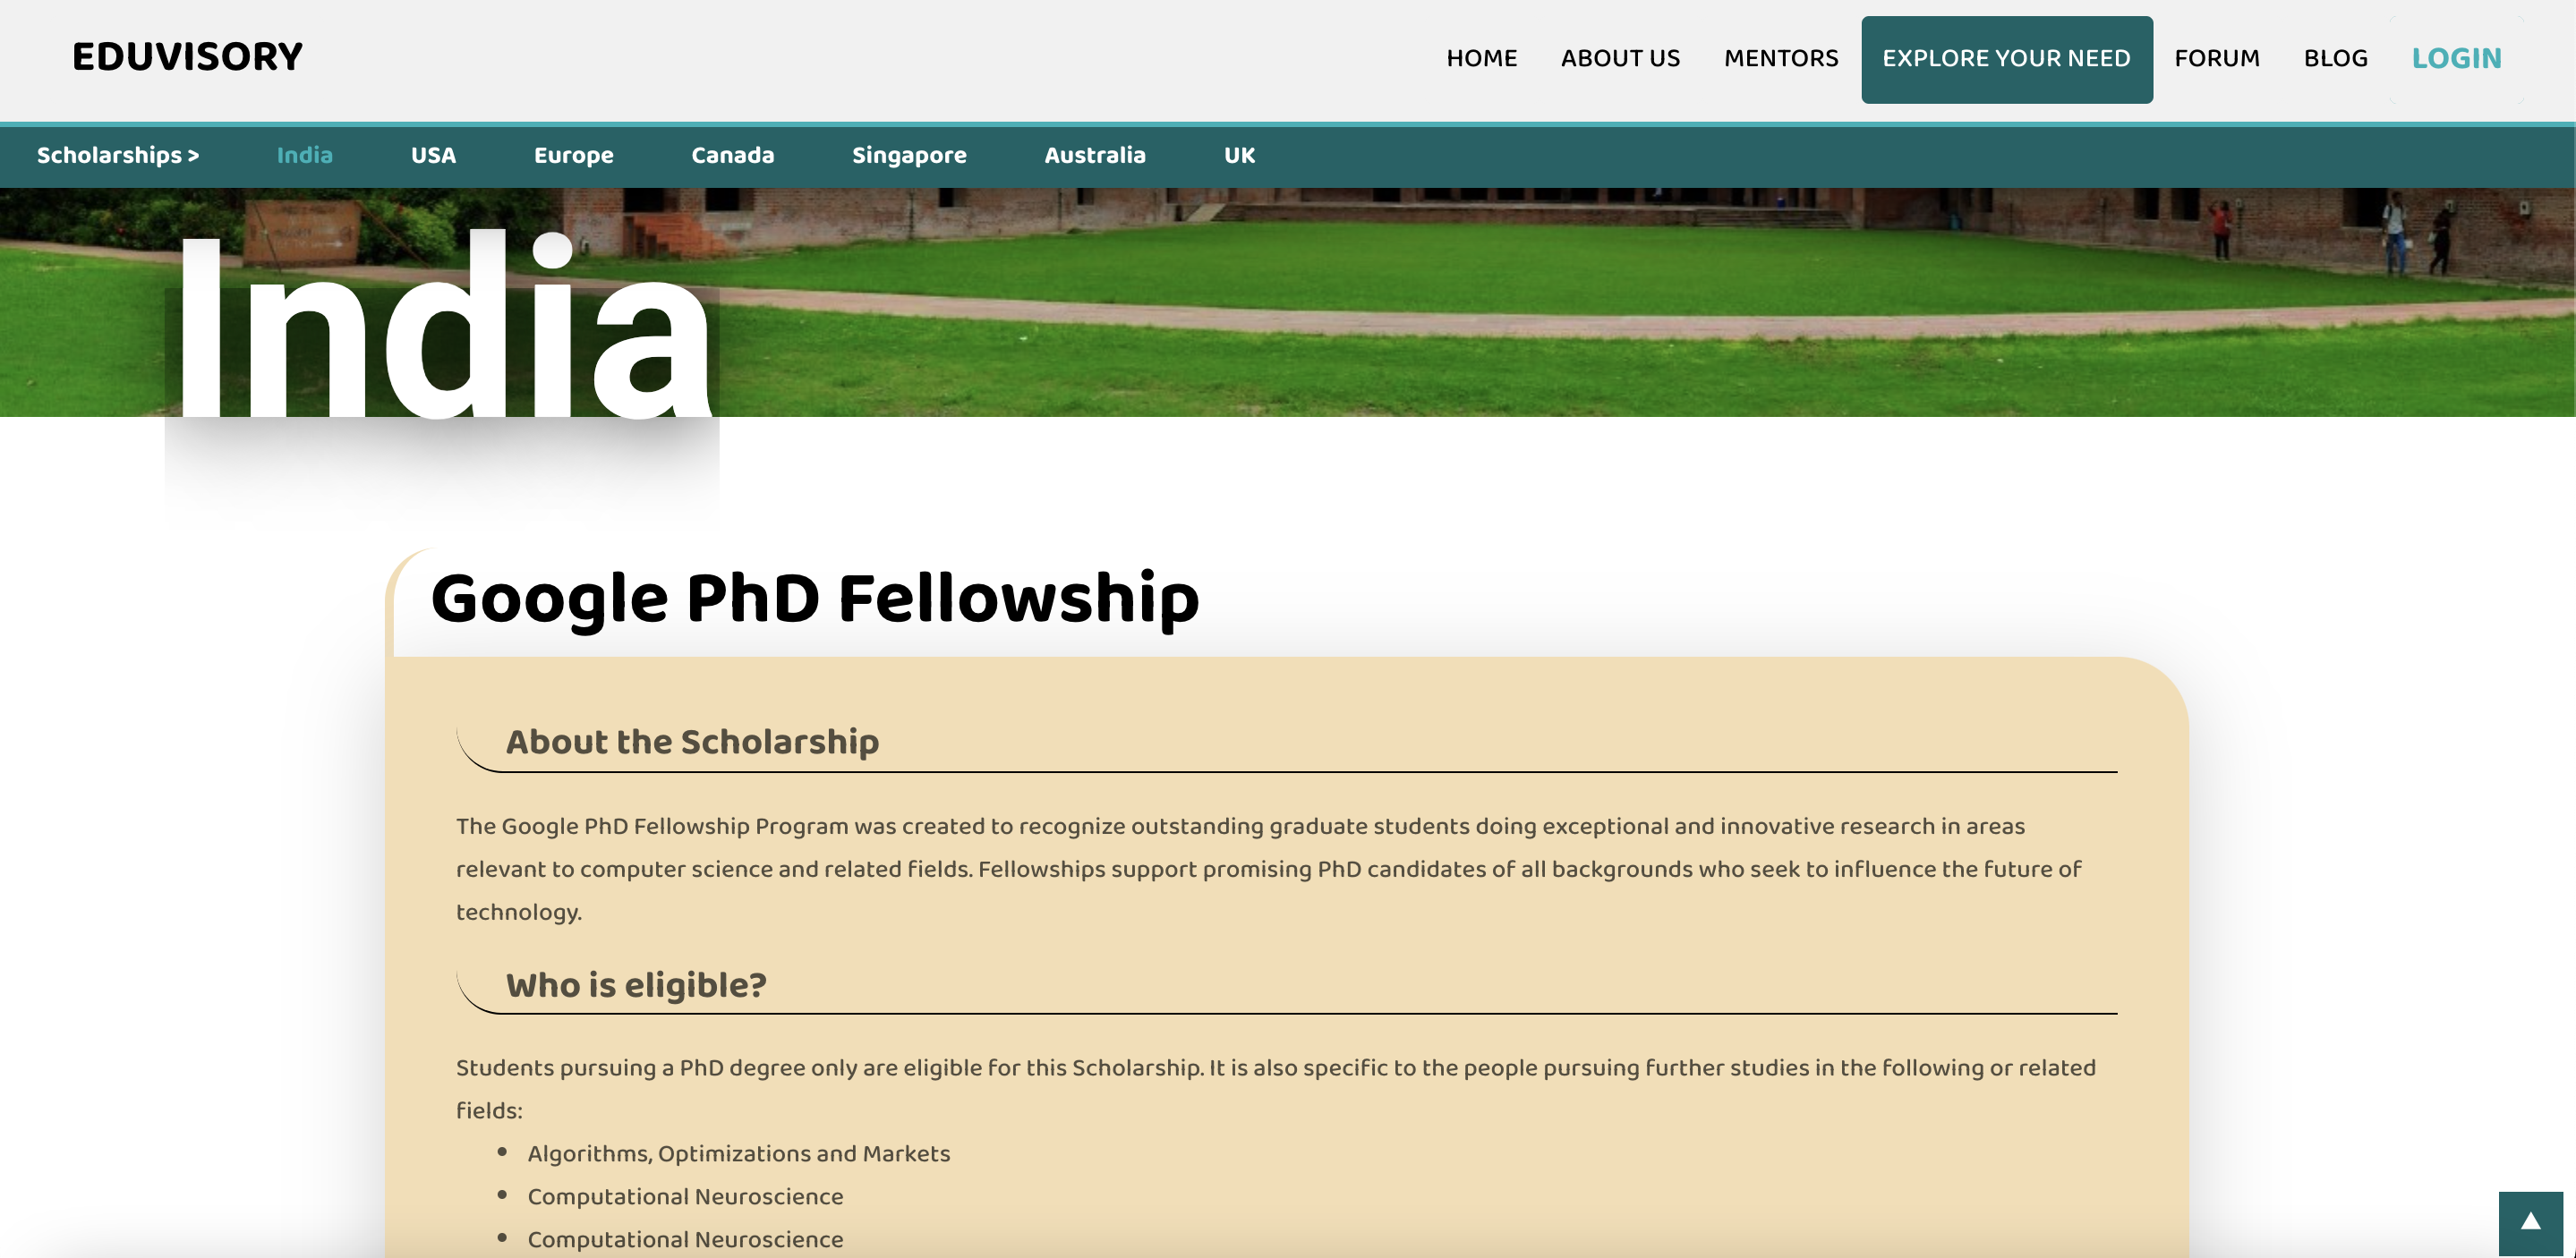 EDUVISORY
HOME ABOUT US MENTORS EXPLORE YOUR NEED FORUM BLOG LOGIN
Scholarships > India USA Europe Canada Singapore Australia UK
India
Google PhD Fellowship
About the Scholarship
The Google PhD Fellowship Program was created to recognize outstanding graduate students doing exceptional and innovative research in areas
relevant to computer science and related fields. Fellowships support promising PhD candidates of all backgrounds who seek to influence the future of
technology.
Who is eligible?
Students pursuing a PhD degree only are eligible for this Scholarship. It is also specific to the people pursuing further studies in the following or related
fields:
• Algorithms, Optimizations and Markets
• Computational Neuroscience
• Computational Neuroscience